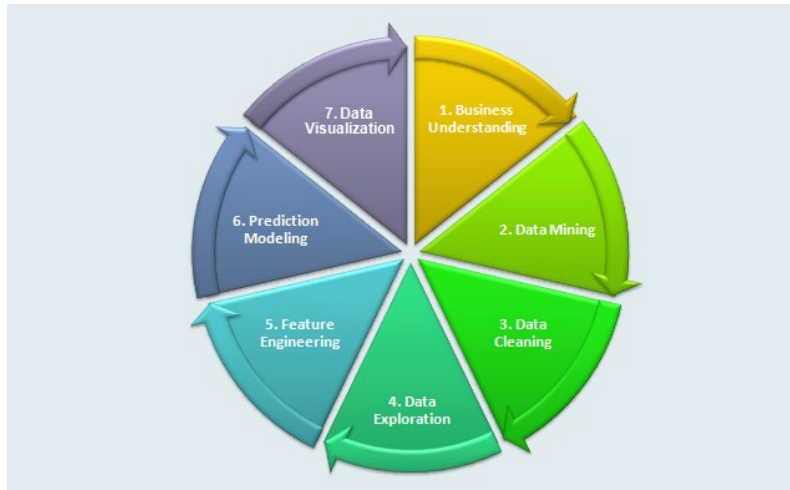 1. Business
Understanding
2. Data Mining
3. Data
Cleaning
4. Data
Exploration
5. Feature
Engineering
6. Prediction
Modeling
7. Data
Visualization